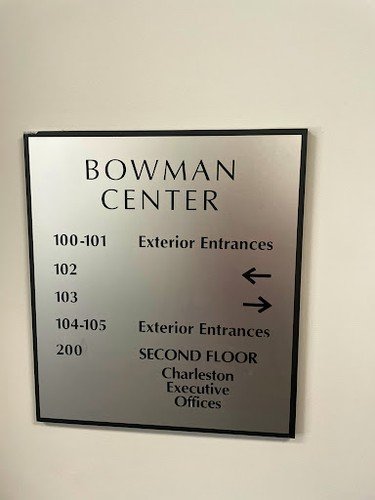 BOWMAN
CENTER
100-101 Exterior Entrances
102 ←
103 →
104-105 Exterior Entrances
200 SECOND FLOOR
Charleston
Executive
Offices